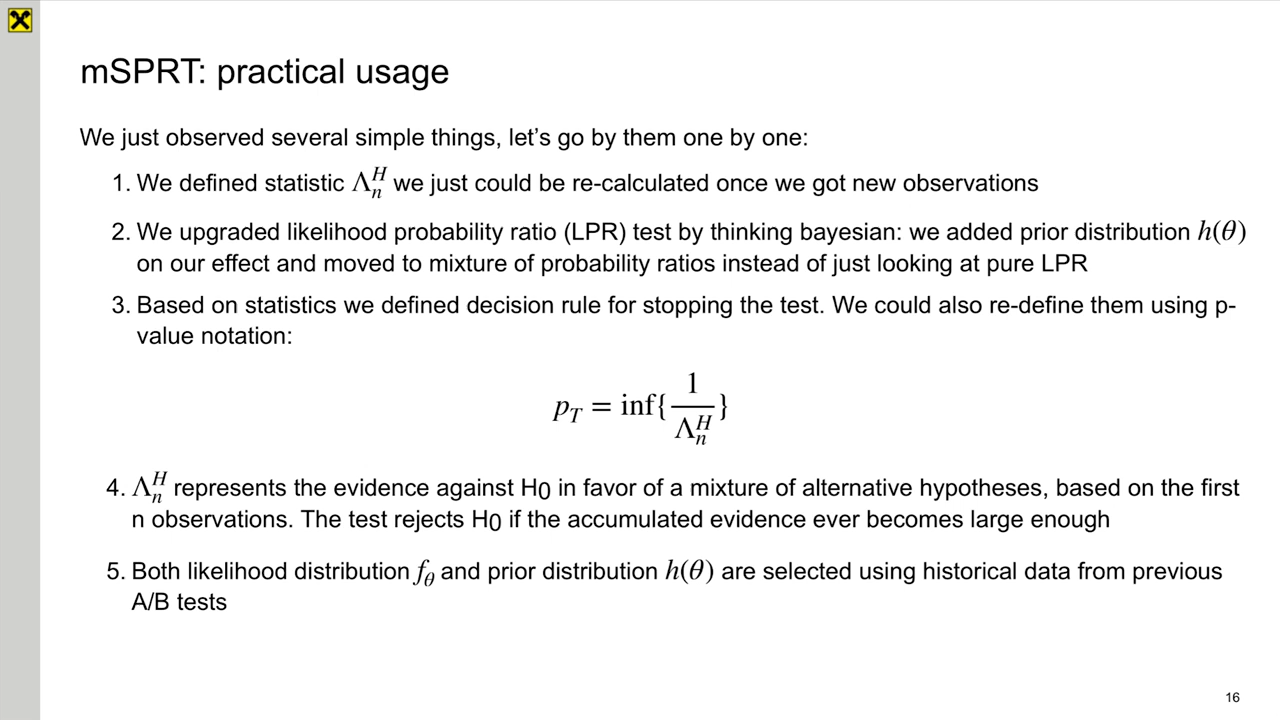 mSPRT: practical usage
We just observed several simple things, let’s go by them one by one:
1. We defined statistic Λₙᴴ we just could be re-calculated once we got new observations
2. We upgraded likelihood probability ratio (LPR) test by thinking bayesian: we added prior distribution h(θ)
on our effect and moved to mixture of probability ratios instead of just looking at pure LPR
3. Based on statistics we defined decision rule for stopping the test. We could also re-define them using p-
value notation:
p_T = inf{1/Λₙᴴ}
4. Λₙᴴ represents the evidence against H0 in favor of a mixture of alternative hypotheses, based on the first
n observations. The test rejects H0 if the accumulated evidence ever becomes large enough
5. Both likelihood distribution f_θ and prior distribution h(θ) are selected using historical data from previous
A/B tests
16